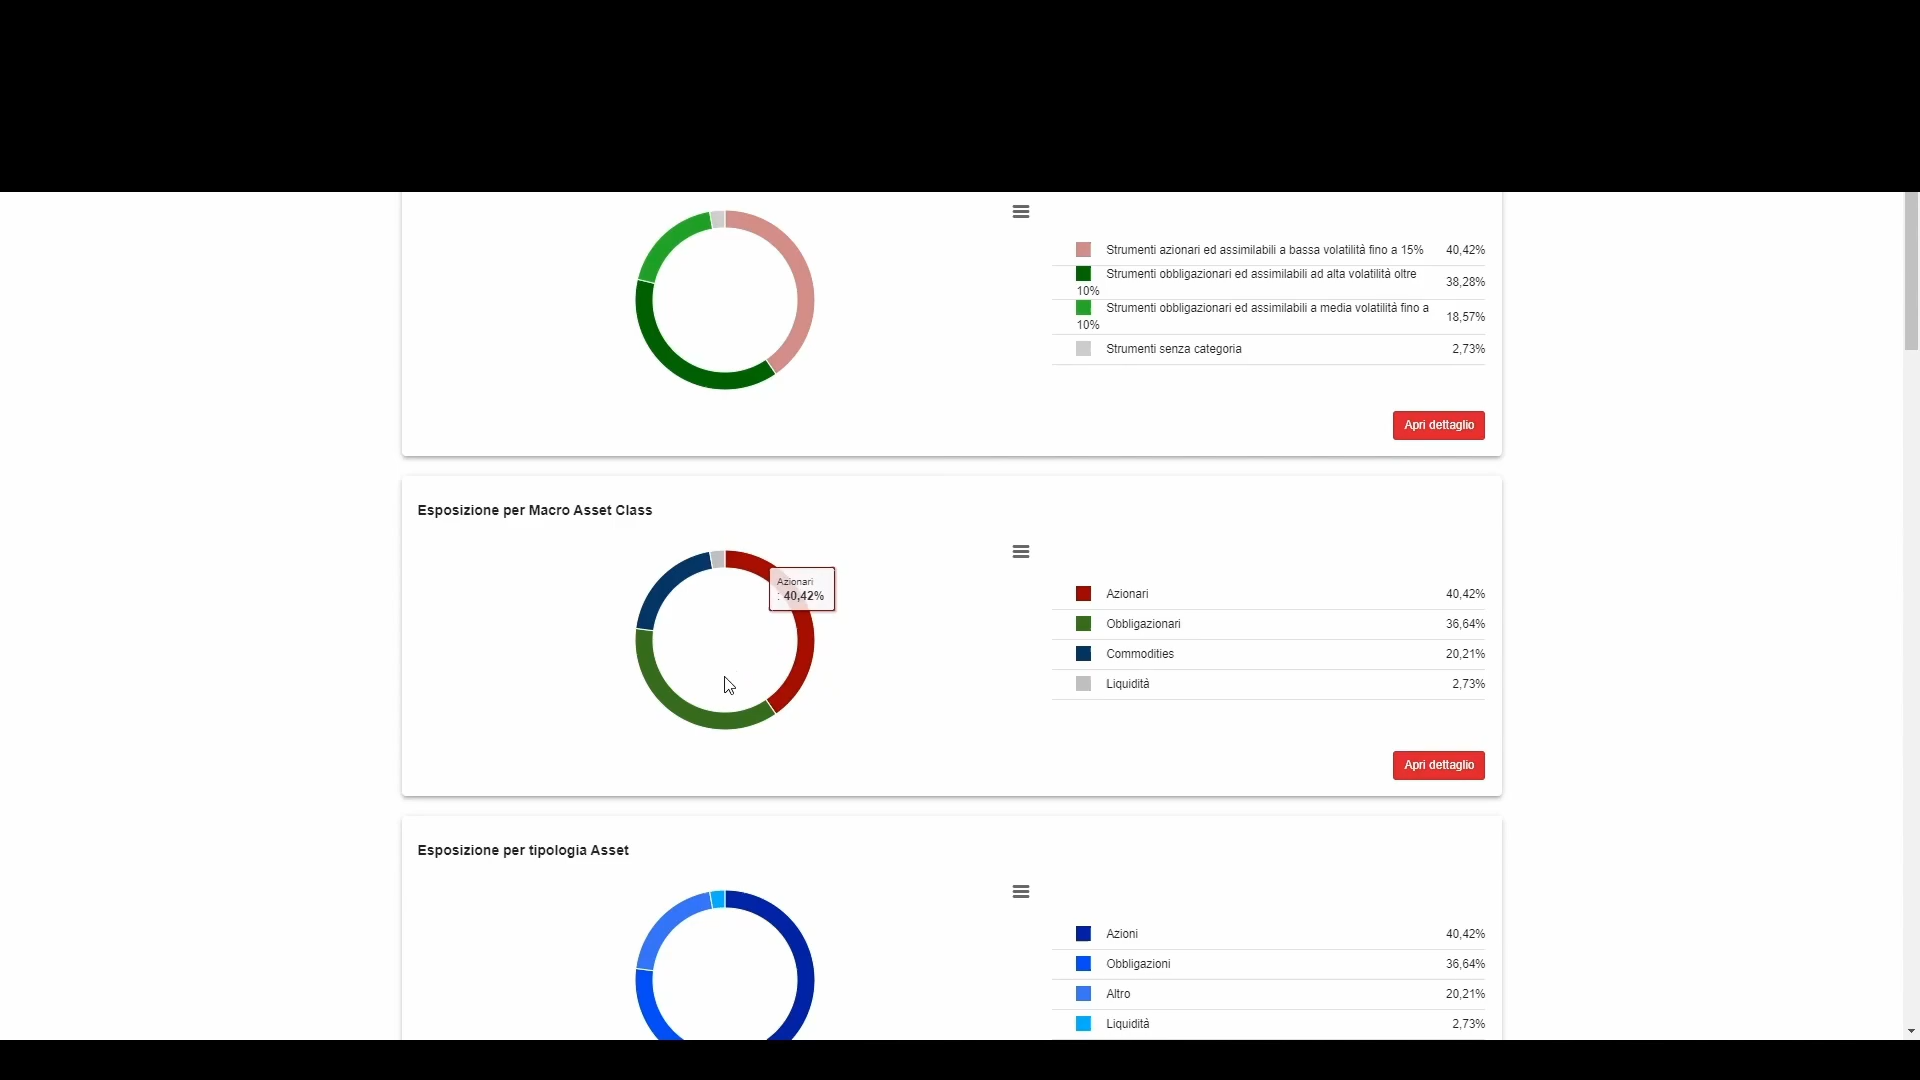 Strumenti azionari ed assimilabili a bassa volatilità fino a 15% 40,42%
Strumenti obbligazionari ed assimilabili ad alta volatilità oltre
10% 38,28%
Strumenti obbligazionari ed assimilabili a media volatilità fino a
10% 18,57%
Strumenti senza categoria 2,73%
Apri dettaglio
Esposizione per Macro Asset Class
Azionari
: 40,42%
Azionari 40,42%
Obbligazionari 36,64%
Commodities 20,21%
Liquidità 2,73%
Apri dettaglio
Esposizione per tipologia Asset
Azioni 40,42%
Obbligazioni 36,64%
Altro 20,21%
Liquidità 2,73%